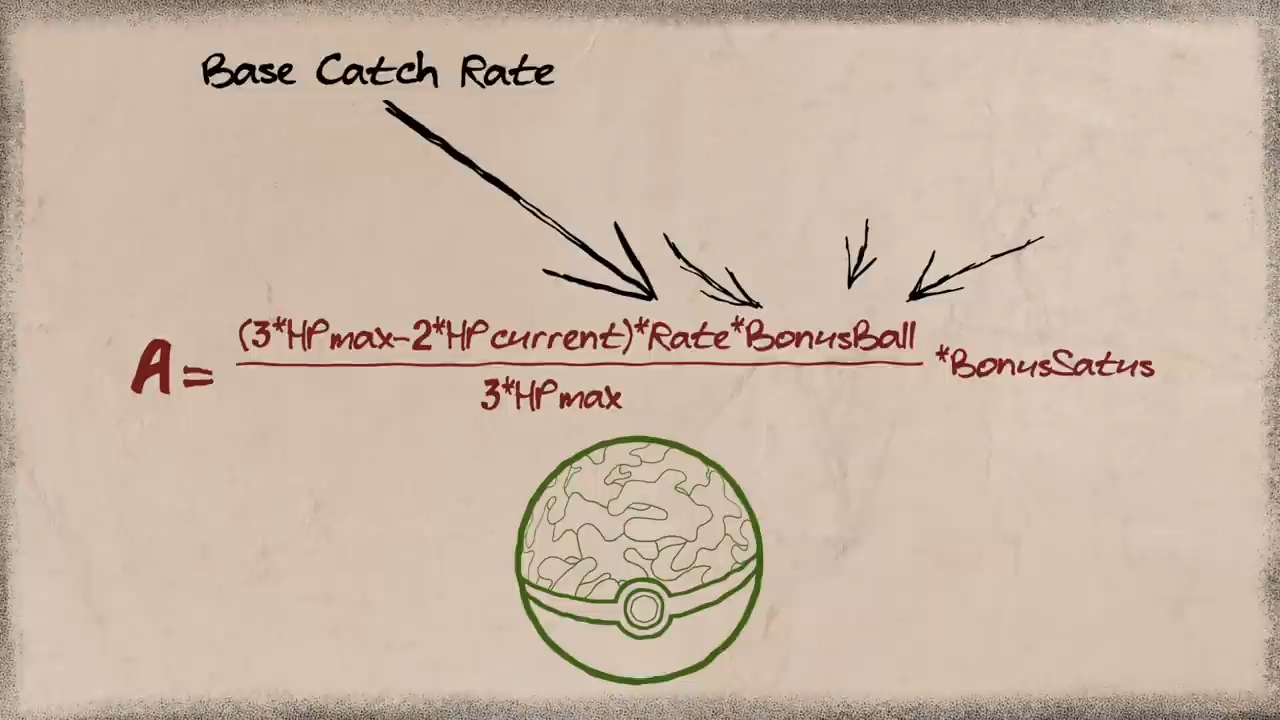 Base Catch Rate
A= (3*HPmax-2*HPcurrent)*Rate*BonusBall
3*HPmax
*BonusSatus